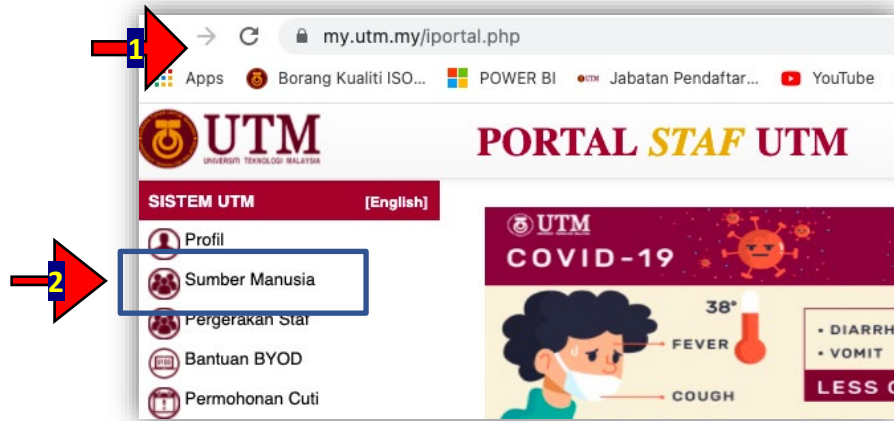 1
my.utm.my/iportal.php
Apps Borang Kualiti ISO... POWER BI UTM Jabatan Pendaftar... YouTube
UTM
UNIVERSITI TEKNOLOGI MALAYSIA
PORTAL STAF UTM
SISTEM UTM [English]
Profil
2
Sumber Manusia
Pergerakan Staf
BYOD
Bantuan BYOD
Permohonan Cuti
UTM
COVID-19
38°
FEVER
COUGH
• DIARRH
• VOMIT
LESS